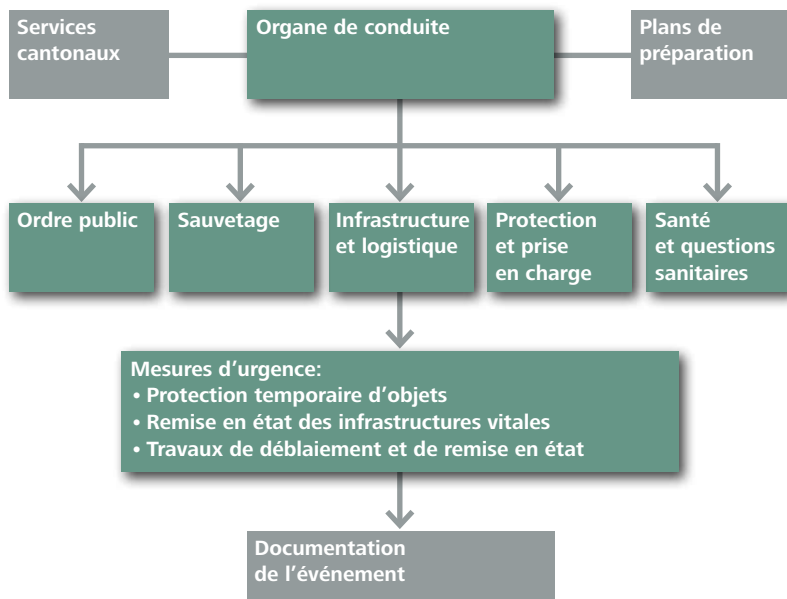 Services
cantonaux
Organe de conduite
Plans de
préparation
Ordre public
Sauvetage
Infrastructure
et logistique
Protection
et prise
en charge
Santé
et questions
sanitaires
Mesures d’urgence:
• Protection temporaire d’objets
• Remise en état des infrastructures vitales
• Travaux de déblaiement et de remise en état
Documentation
de l’événement